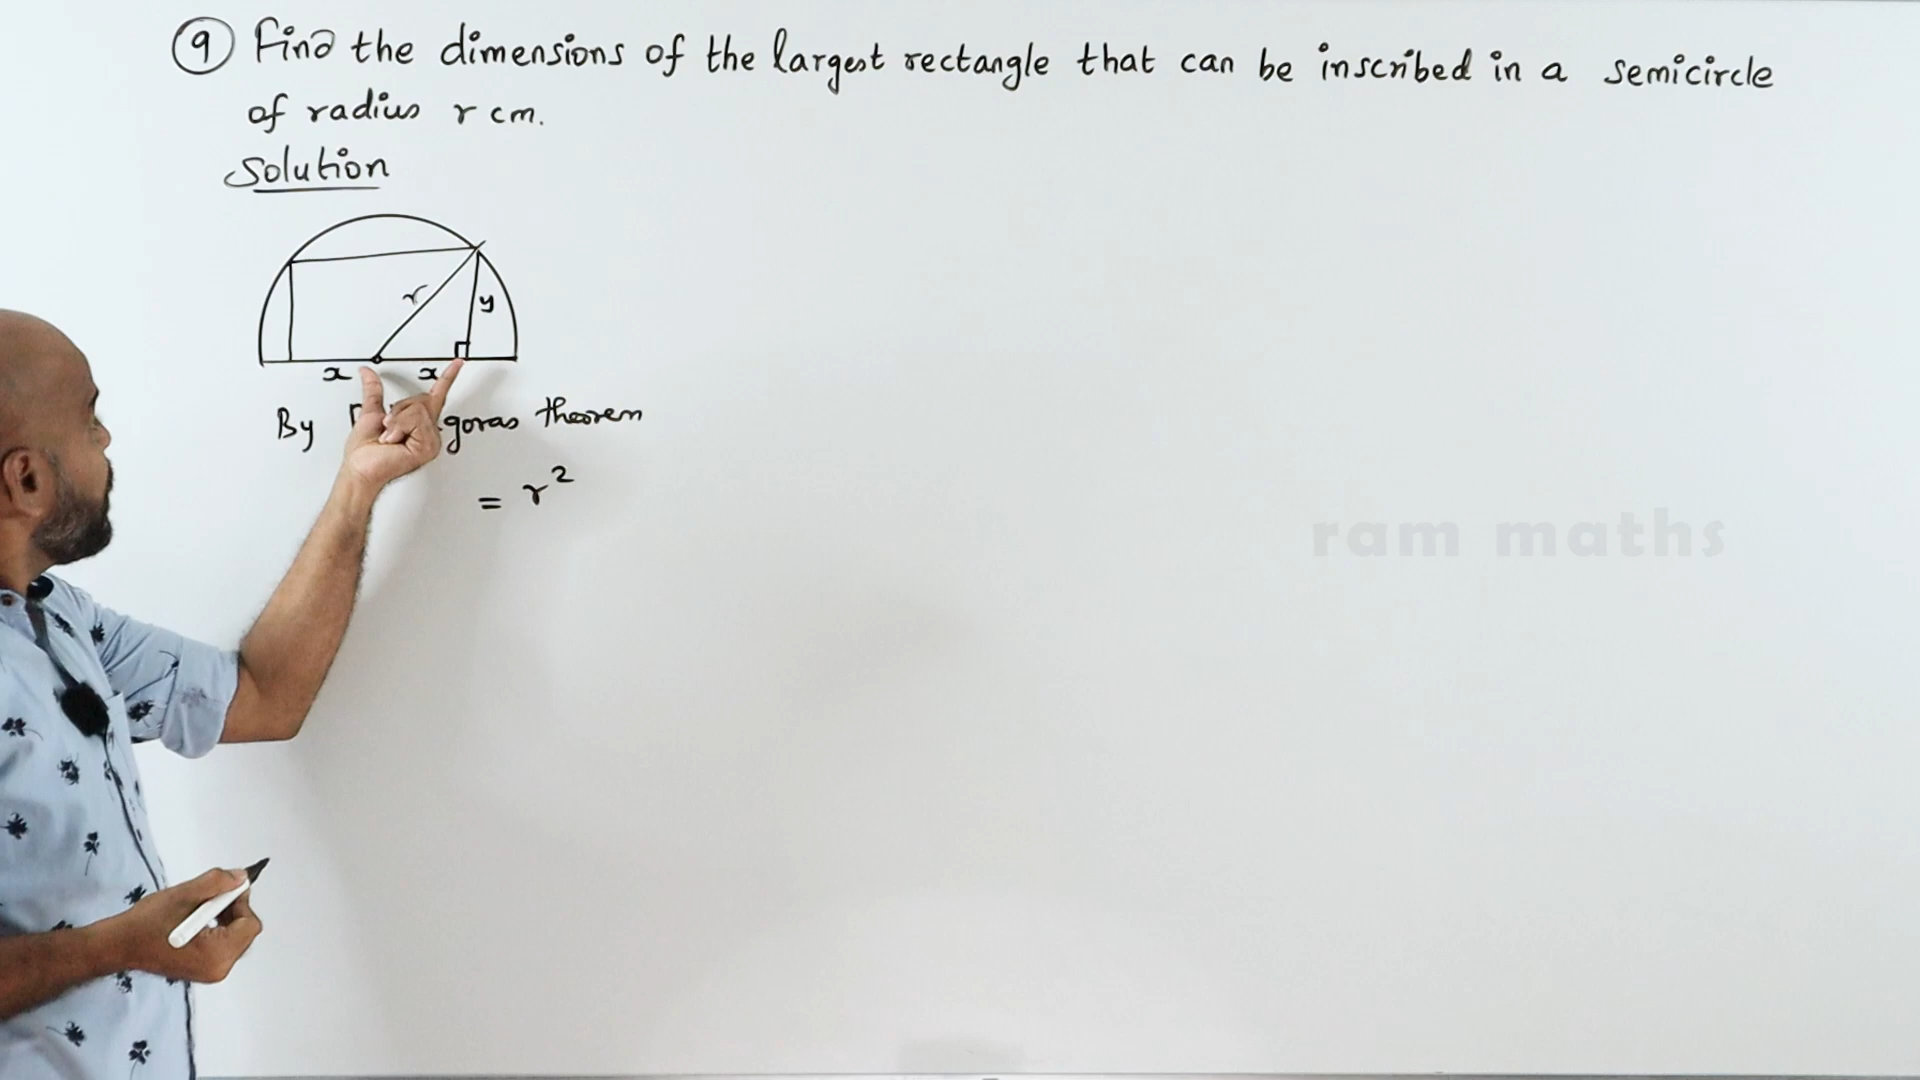 9 Find the dimensions of the largest rectangle that can be inscribed in a semicircle
of radius r cm.
Solution
r
y
x x
By goras theorem
= r²
ram maths